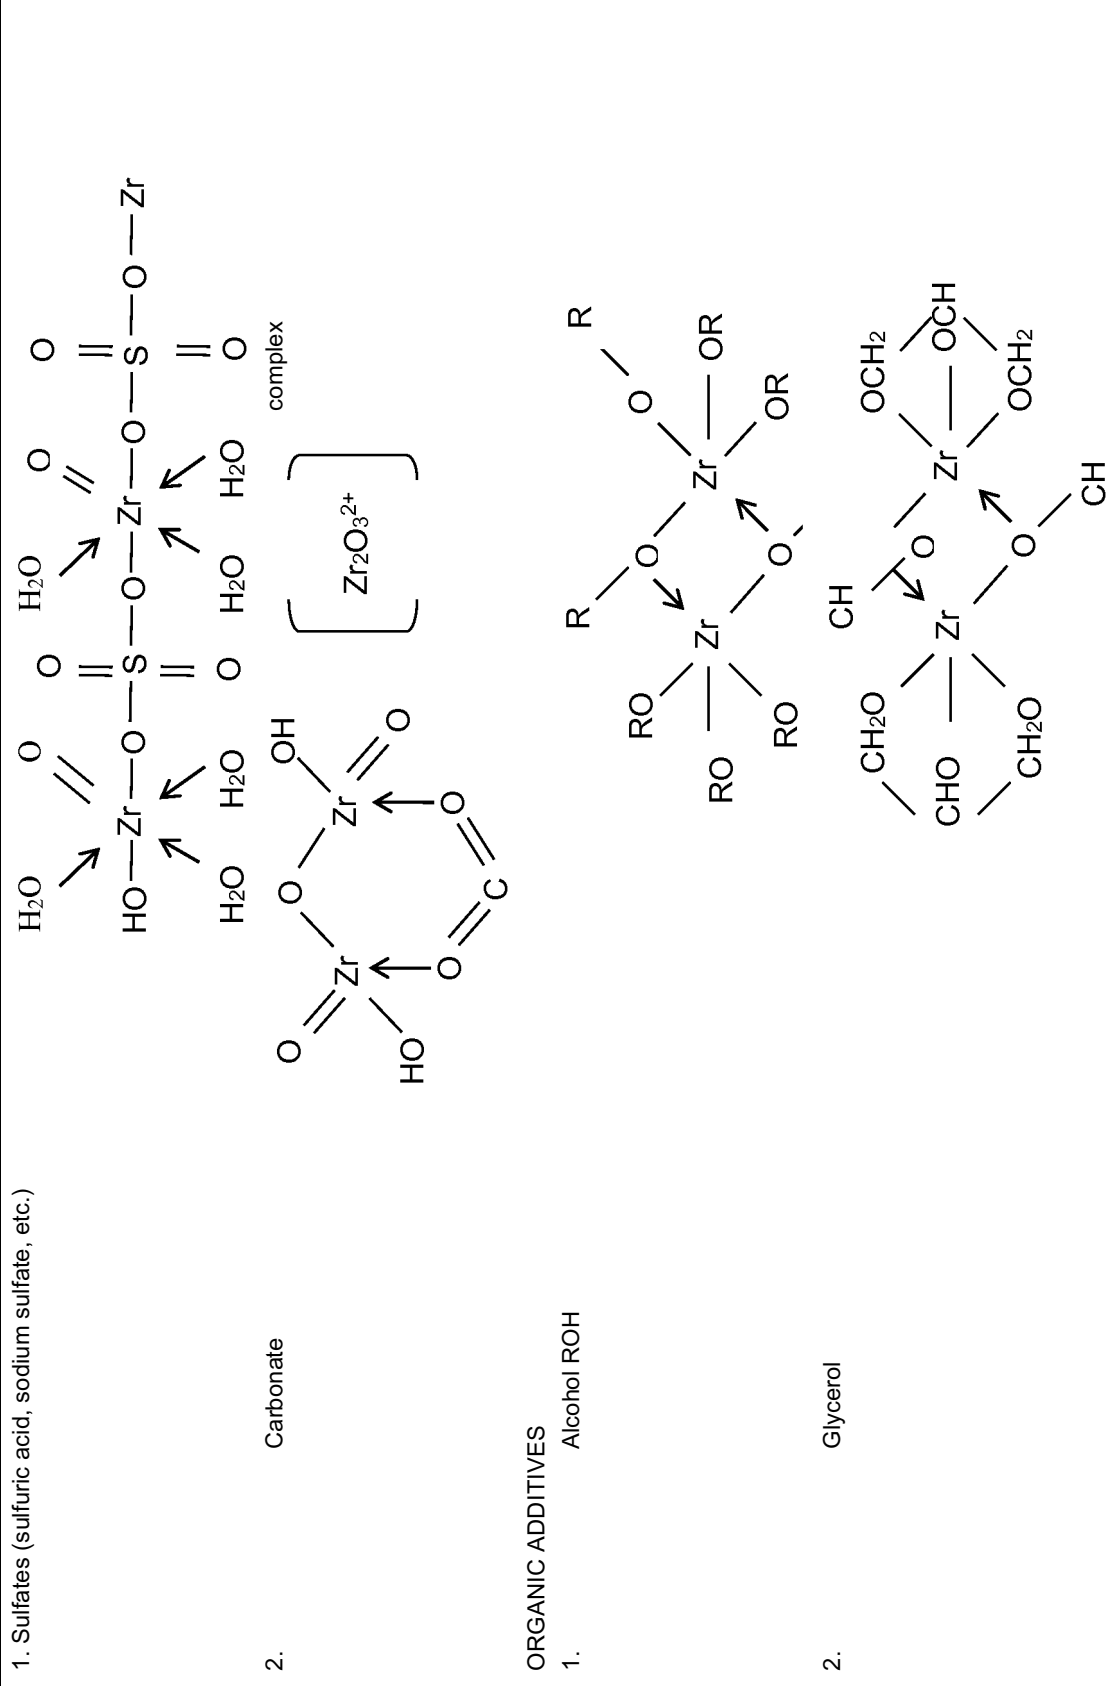 1. Sulfates (sulfuric acid, sodium sulfate, etc.)
H2O O O H2O O O
HO Zr O S O Zr O S O Zr
H2O H2O O H2O H2O O
2. Carbonate
complex
O O OH
Zr Zr
Zr2O3 2+
HO O
O O
C
ORGANIC ADDITIVES
1. Alcohol ROH
R R
RO O O
RO Zr Zr OR
RO O OR
2. Glycerol
CH
CH2O O OCH2
CHO Zr Zr OCH
CH2O O OCH2
CH